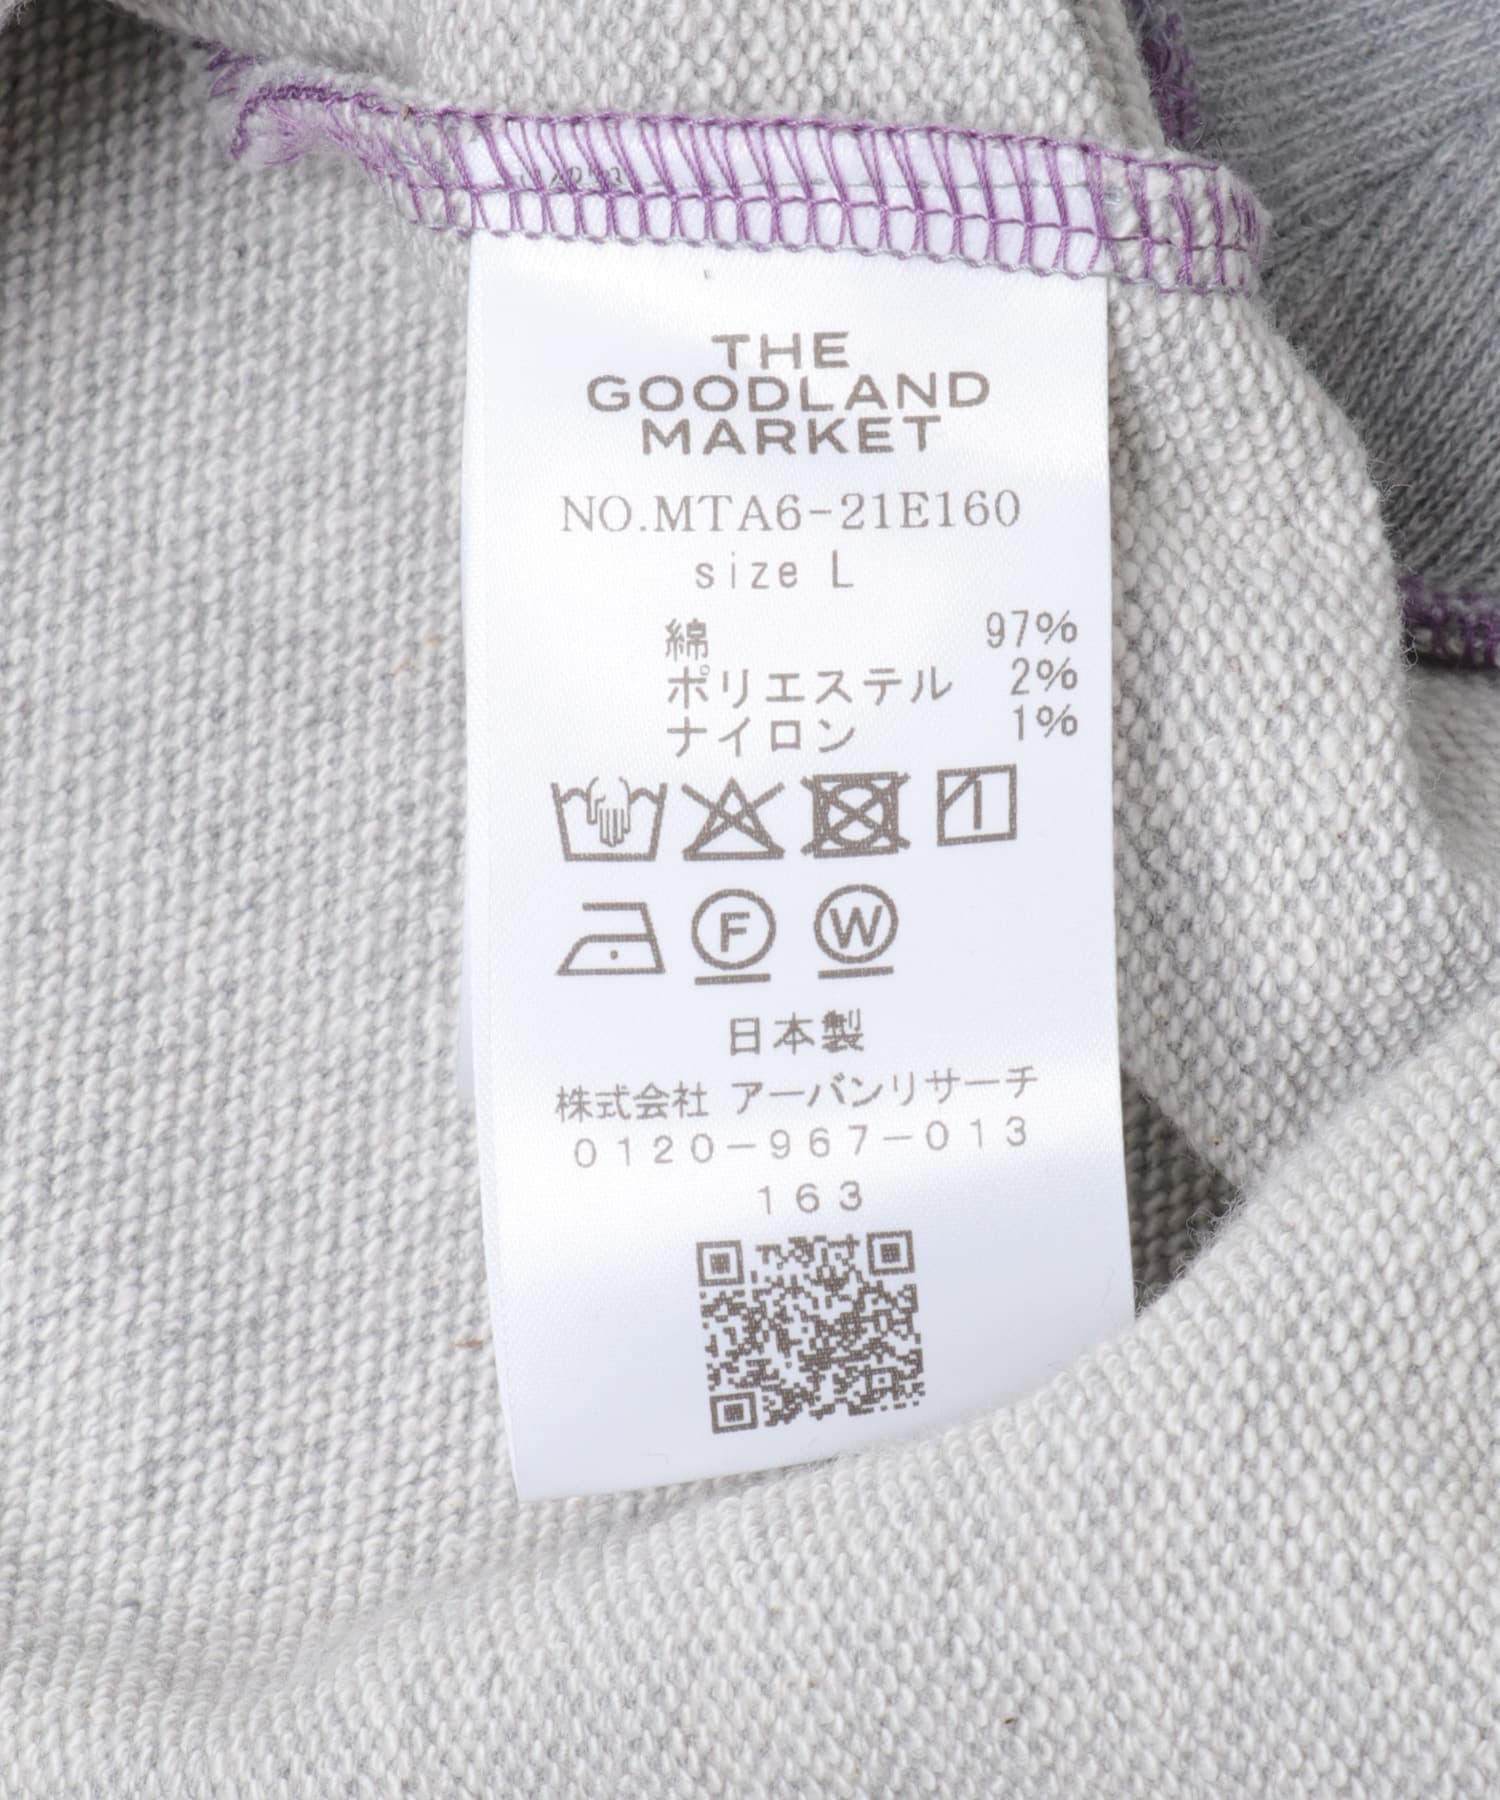 THE
GOODLAND
MARKET
NO.MTA6-21E160
size L
綿 97%
ポリエステル 2%
ナイロン 1%
1
F W
日本製
株式会社 アーバンリサーチ
0120-967-013
163